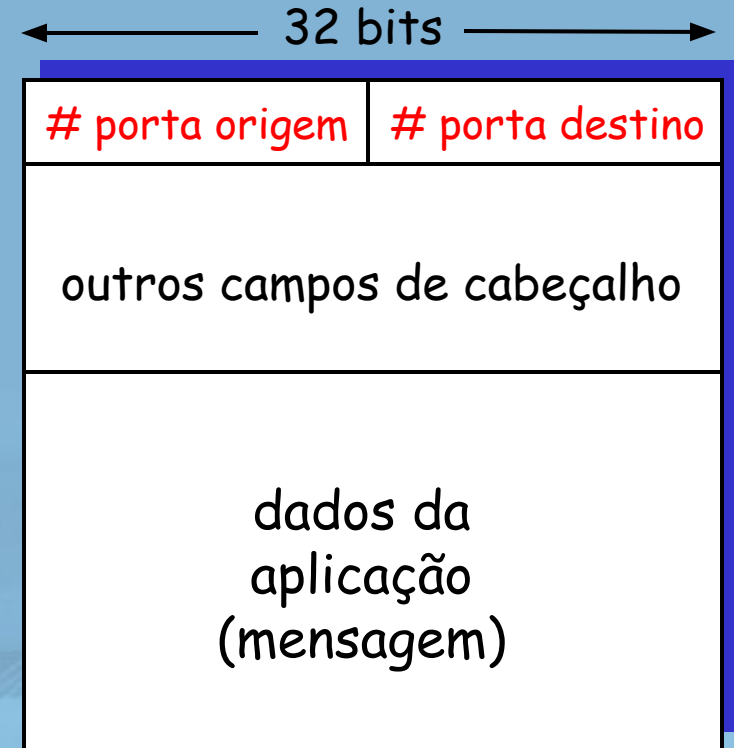 32 bits
# porta origem
# porta destino
outros campos de cabeçalho
dados da
aplicação
(mensagem)